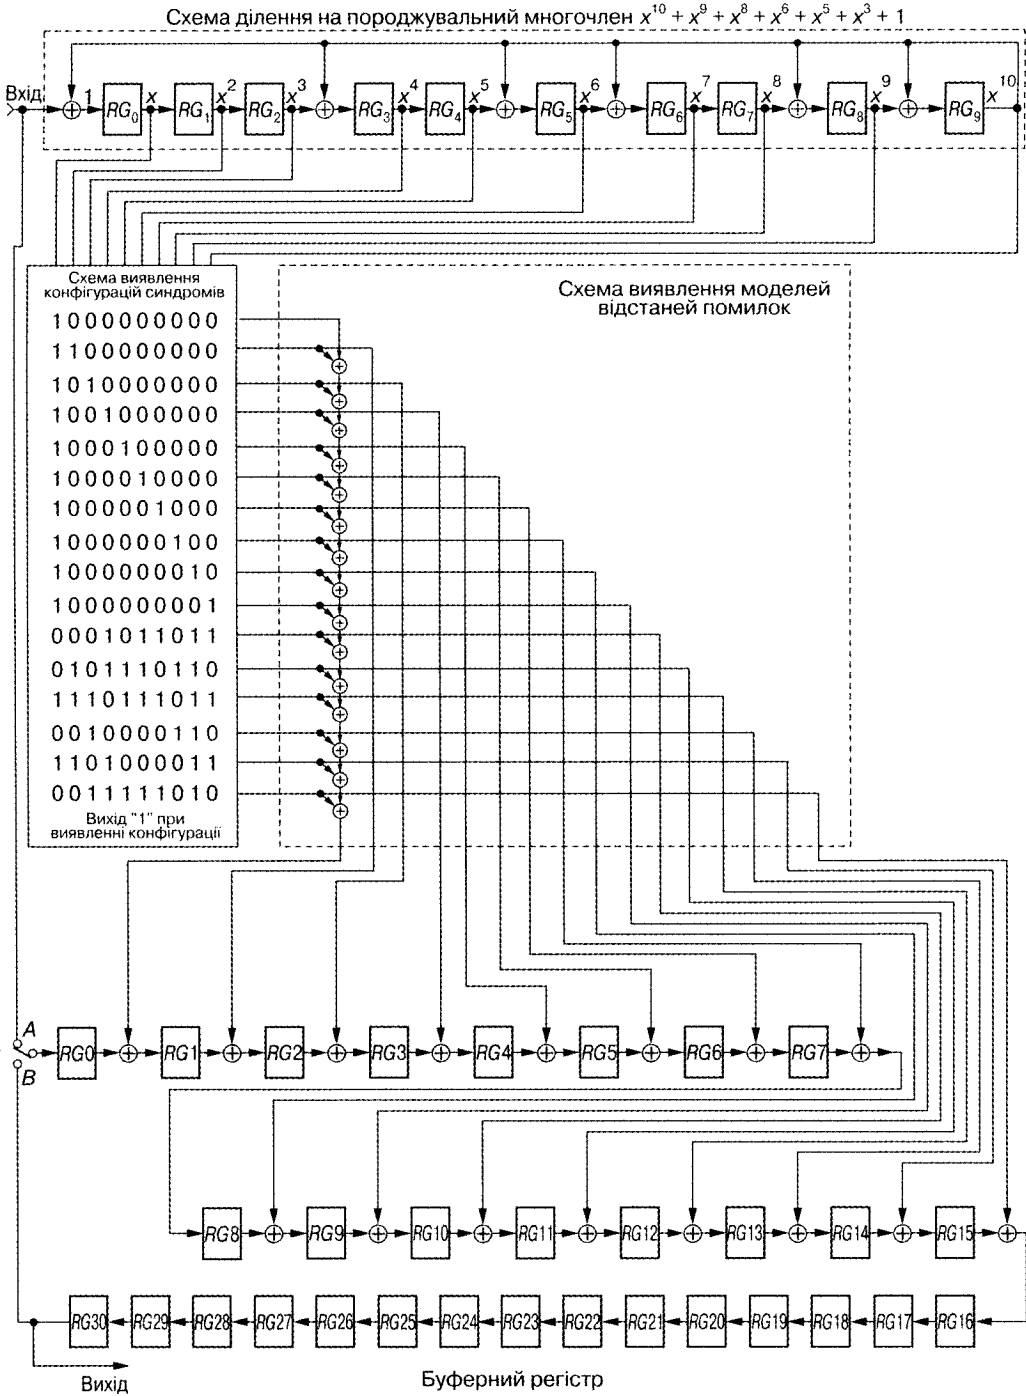 Схема ділення на породжувальний многочлен x¹⁰ + x⁹ + x⁸ + x⁶ + x⁵ + x³ + 1
Вхід
1 RG₀ x RG₁ x² RG₂ x³ RG₃ x⁴ RG₄ x⁵ RG₅ x⁶ RG₆ x⁷ RG₇ x⁸ RG₈ x⁹ RG₉ x¹⁰
Схема виявлення
конфігурацій синдромів
Схема виявлення моделей
відстаней помилок
1000000000
1100000000
1010000000
1001000000
1000100000
1000010000
1000001000
1000000100
1000000010
1000000001
0001011011
0101110110
1110111011
0010000110
1101000011
0011111010
Вихід "1" при
виявленні конфігурації
A
RG0 RG1 RG2 RG3 RG4 RG5 RG6 RG7
B
RG8 RG9 RG10 RG11 RG12 RG13 RG14 RG15
RG30 RG29 RG28 RG27 RG26 RG25 RG24 RG23 RG22 RG21 RG20 RG19 RG18 RG17 RG16
Вихід
Буферний регістр